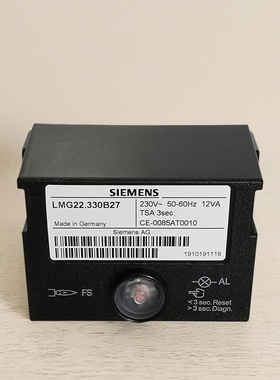 SIEMENS
LMG22.330B27
230V~ 50-60Hz 12VA
TSA 3sec.
Made in Germany
CE-0085AT0010
Siemens AG
1910191116
FS
AL
< 3 sec. Reset
> 3 sec. Diagn.